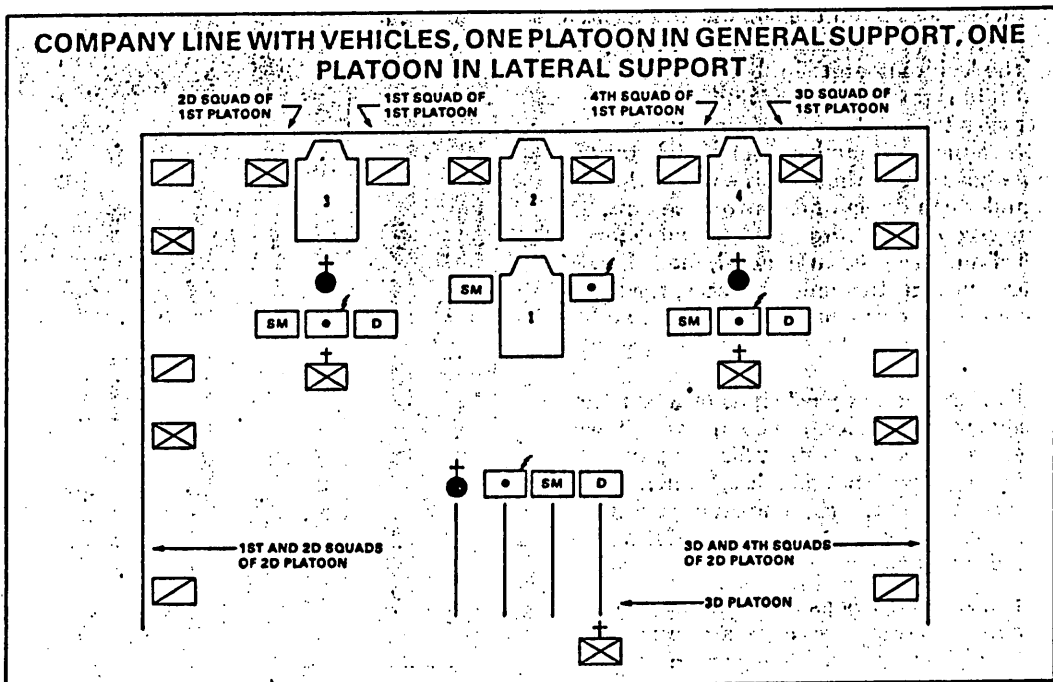 COMPANY LINE WITH VEHICLES, ONE PLATOON IN GENERAL SUPPORT, ONE
PLATOON IN LATERAL SUPPORT
2D SQUAD OF
1ST PLATOON
1ST SQUAD OF
1ST PLATOON
4TH SQUAD OF
1ST PLATOON
3D SQUAD OF
1ST PLATOON
3
2
4
SM
1
SM
D
SM
D
SM
D
1ST AND 2D SQUADS
OF 2D PLATOON
3D AND 4TH SQUADS
OF 2D PLATOON
3D PLATOON